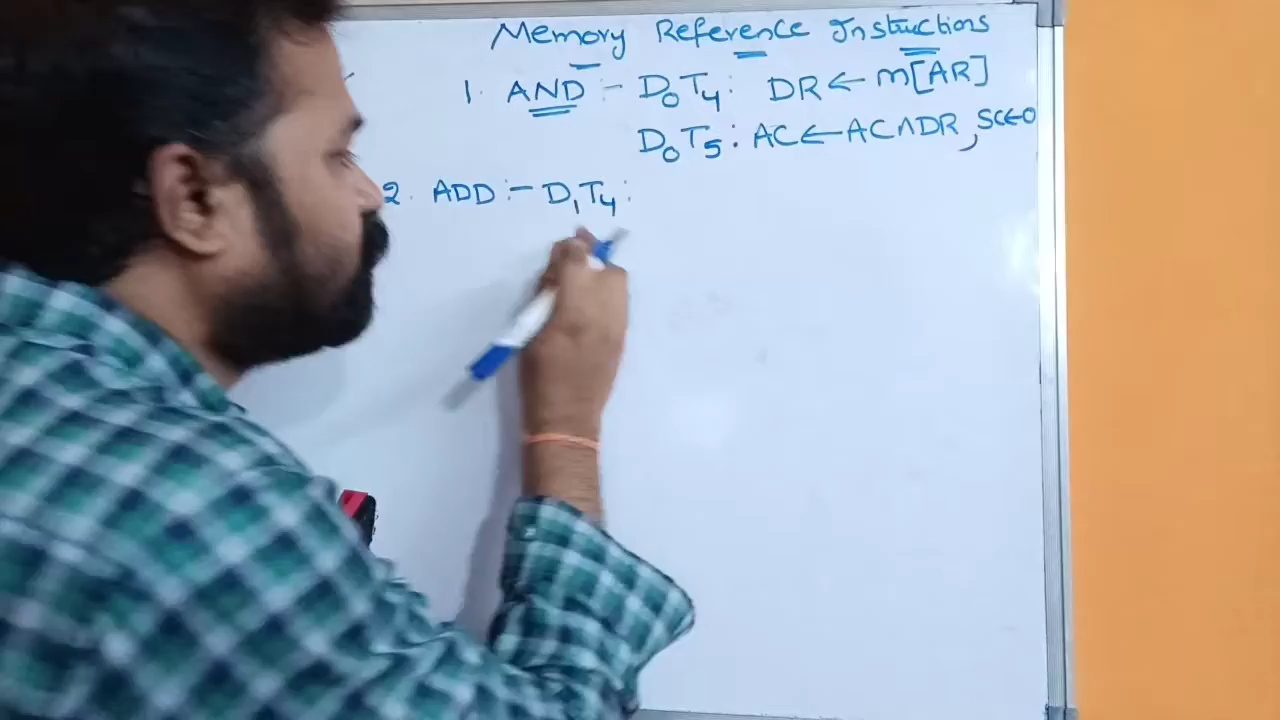 Memory Reference Instructions
1. AND :- D₀T₄: DR ← M[AR]
D₀T₅: AC ← AC ∧ DR, SC←0
2. ADD :- D₁T₄: